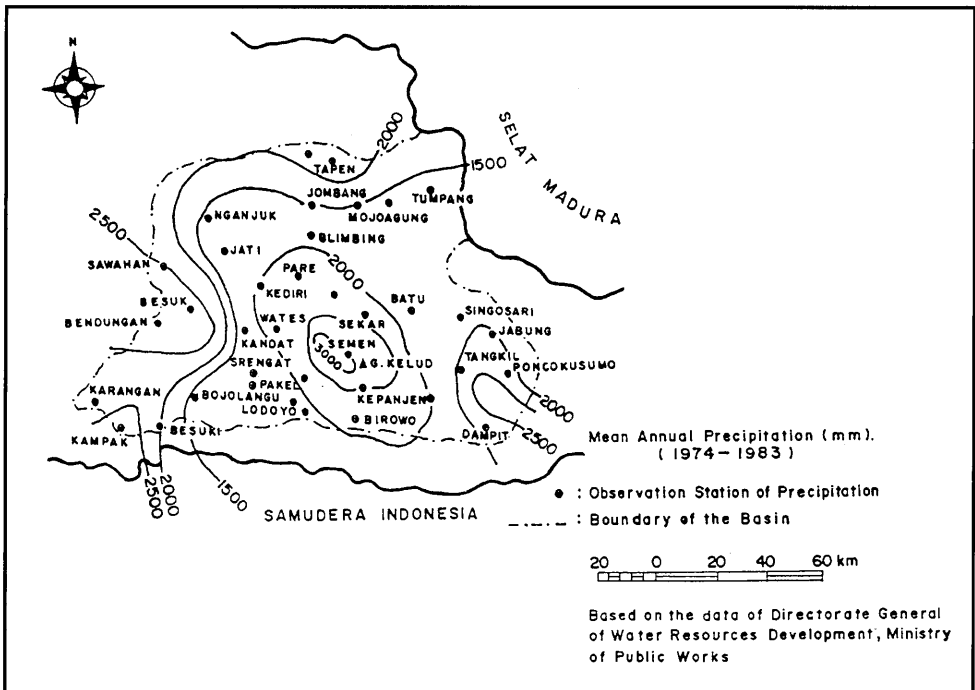 N
2000
SELAT MADURA
1500
TAPEN
JOMBANG
TUMPANG
MOJOAGUNG
NGANJUK
2500
BLIMBING
JATI
SAWAHAN
2000
PARE
KEDIRI
BATU
BESUK
SINGOSARI
BENDUNGAN
WATES
SEKAR
JABUNG
KANDAT
SEMEN
3000
AG. KELUD
TANGKIL
PONCOKUSUMO
SRENGAT
PAKEL
KARANGAN
BOJOLANGU
KEPANJEN
2000
LODOYO
BIROWO
KAMPAK
BESUKI
DAMPIT
2500
2500
2000
1500
SAMUDERA INDONESIA
Mean Annual Precipitation (mm).
(1974-1983)
: Observation Station of Precipitation
: Boundary of the Basin
20 0 20 40 60 km
Based on the data of Directorate General
of Water Resources Development, Ministry
of Public Works